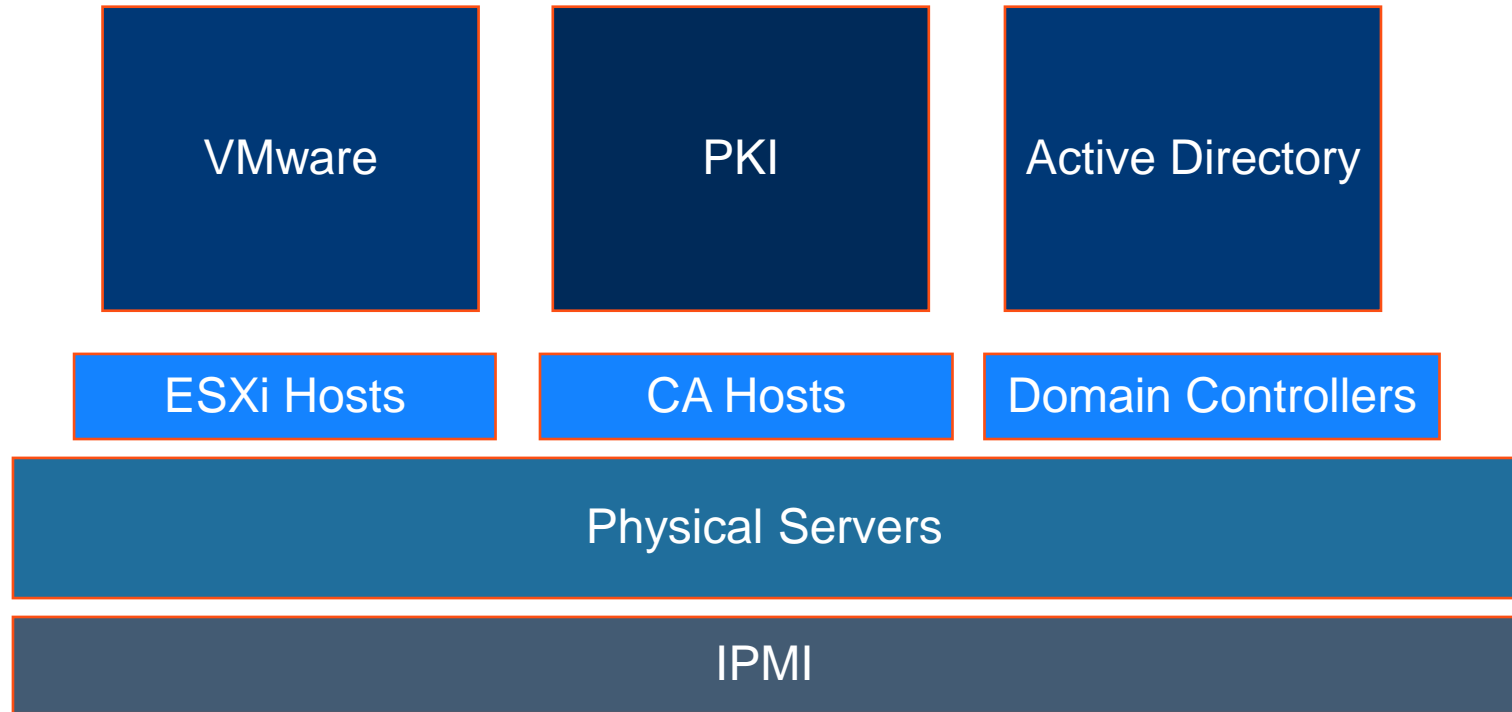 VMware
PKI
Active Directory
ESXi Hosts
CA Hosts
Domain Controllers
Physical Servers
IPMI